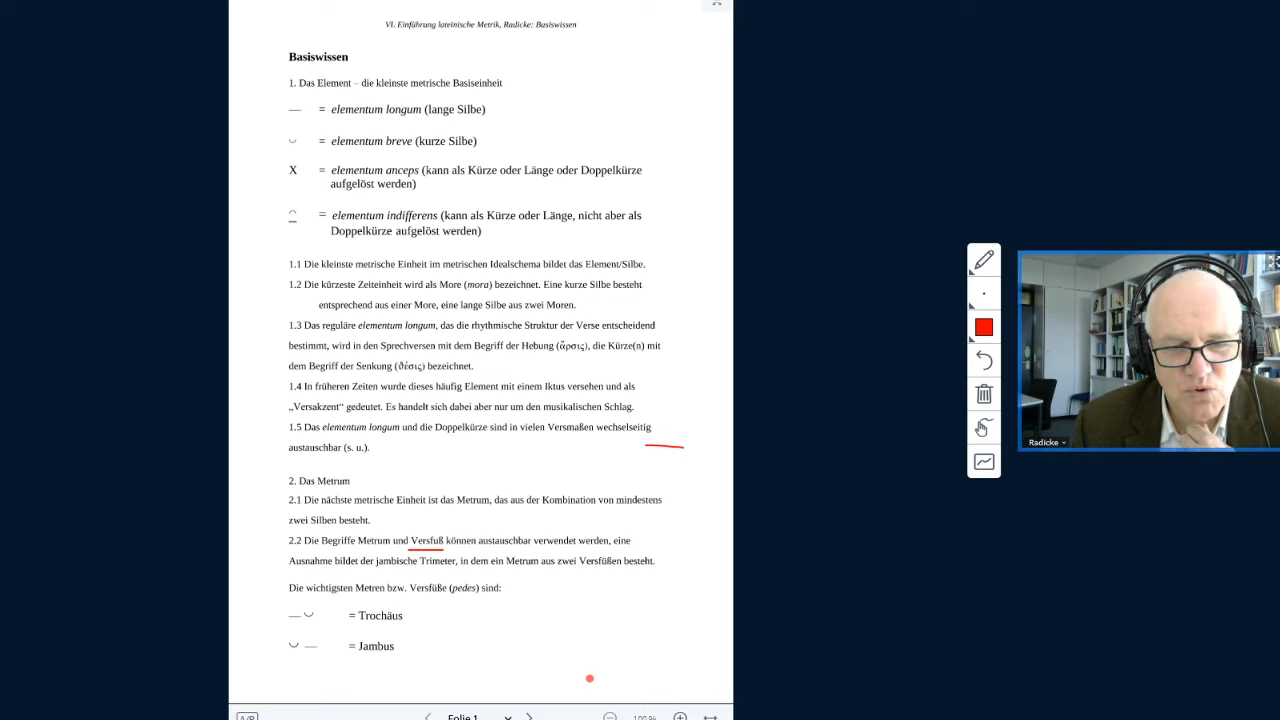 VL Einführung lateinische Metrik, Radicke: Basiswissen
Basiswissen
1. Das Element – die kleinste metrische Basiseinheit
— = elementum longum (lange Silbe)
◡ = elementum breve (kurze Silbe)
X = elementum anceps (kann als Kürze oder Länge oder Doppelkürze
aufgelöst werden)
= elementum indifferens (kann als Kürze oder Länge, nicht aber als
Doppelkürze aufgelöst werden)
1.1 Die kleinste metrische Einheit im metrischen Idealschema bildet das Element/Silbe.
1.2 Die kürzeste Zeiteinheit wird als More (mora) bezeichnet. Eine kurze Silbe besteht
entsprechend aus einer More, eine lange Silbe aus zwei Moren.
1.3 Das reguläre elementum longum, das die rhythmische Struktur der Verse entscheidend
bestimmt, wird in den Sprechversen mit dem Begriff der Hebung (ἄρσις), die Kürze(n) mit
dem Begriff der Senkung (θέσις) bezeichnet.
1.4 In früheren Zeiten wurde dieses häufig Element mit einem Iktus versehen und als
„Versakzent“ gedeutet. Es handelt sich dabei aber nur um den musikalischen Schlag.
1.5 Das elementum longum und die Doppelkürze sind in vielen Versmaßen wechselseitig
austauschbar (s. u.).
2. Das Metrum
2.1 Die nächste metrische Einheit ist das Metrum, das aus der Kombination von mindestens
zwei Silben besteht.
2.2 Die Begriffe Metrum und Versfuß können austauschbar verwendet werden, eine
Ausnahme bildet der jambische Trimeter, in dem ein Metrum aus zwei Versfüßen besteht.
Die wichtigsten Metren bzw. Versfüße (pedes) sind:
— ◡ = Trochäus
◡ — = Jambus
Folie 1
100 %
Radicke